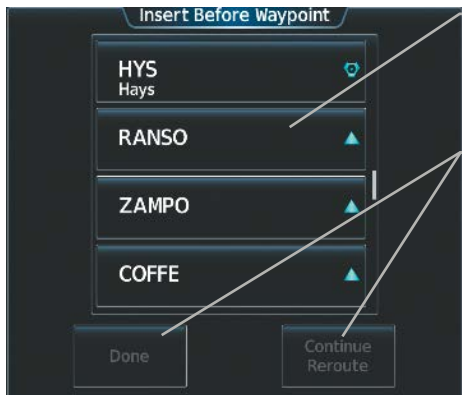 Insert Before Waypoint
HYS
Hays
RANSO
ZAMPO
COFFE
Done
Continue
Reroute